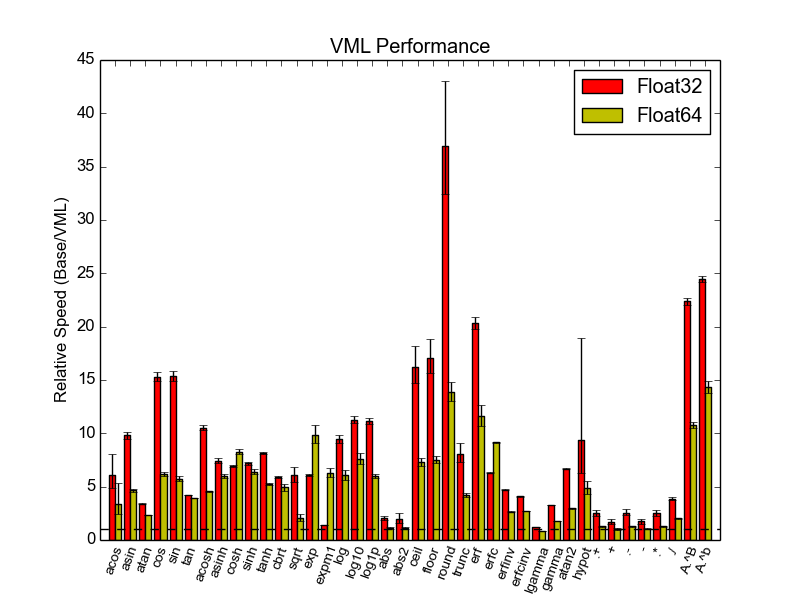 VML Performance
45
40
35
30
25
20
15
10
5
0
Relative Speed (Base/VML)
Float32
Float64
acos
asin
atan
cos
sin
tan
acosh
asinh
cosh
sinh
tanh
cbrt
sqrt
exp
expm1
log
log10
log1p
abs
abs2
ceil
floor
round
trunc
erf
erfc
erfinv
erfcinv
lgamma
gamma
atan2
hypot
.+
+
.-
-
.*
./
A.^B
A.^b